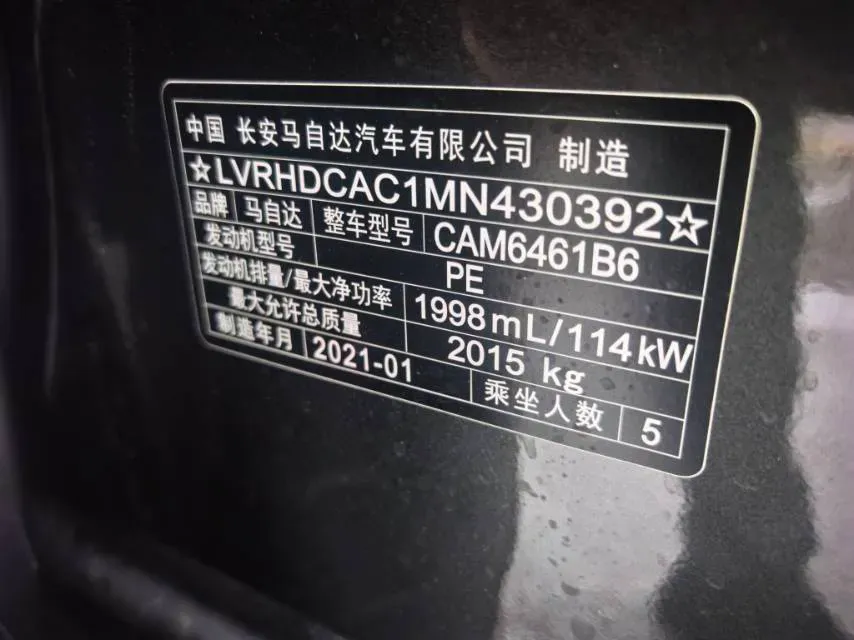 中国 长安马自达汽车有限公司 制造
☆LVRHDCAC1MN430392☆
品牌 马自达 整车型号 CAM6461B6
发动机型号 PE
发动机排量/最大净功率 1998mL/114kW
最大允许总质量 2015 kg
制造年月 2021-01 乘坐人数 5